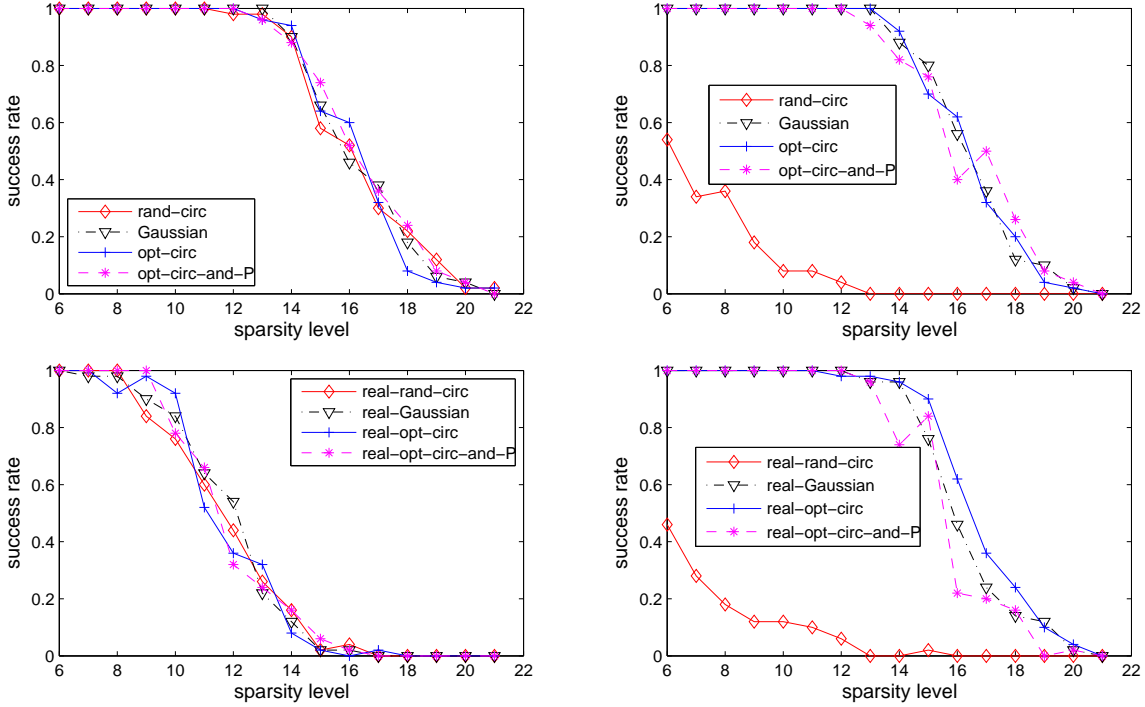 1
0.8
0.6
0.4
0.2
0
success rate
6 8 10 12 14 16 18 20 22
sparsity level
rand−circ
Gaussian
opt−circ
opt−circ−and−P
1
0.8
0.6
0.4
0.2
0
success rate
6 8 10 12 14 16 18 20 22
sparsity level
rand−circ
Gaussian
opt−circ
opt−circ−and−P
1
0.8
0.6
0.4
0.2
0
success rate
6 8 10 12 14 16 18 20 22
sparsity level
real−rand−circ
real−Gaussian
real−opt−circ
real−opt−circ−and−P
1
0.8
0.6
0.4
0.2
0
success rate
6 8 10 12 14 16 18 20 22
sparsity level
real−rand−circ
real−Gaussian
real−opt−circ
real−opt−circ−and−P